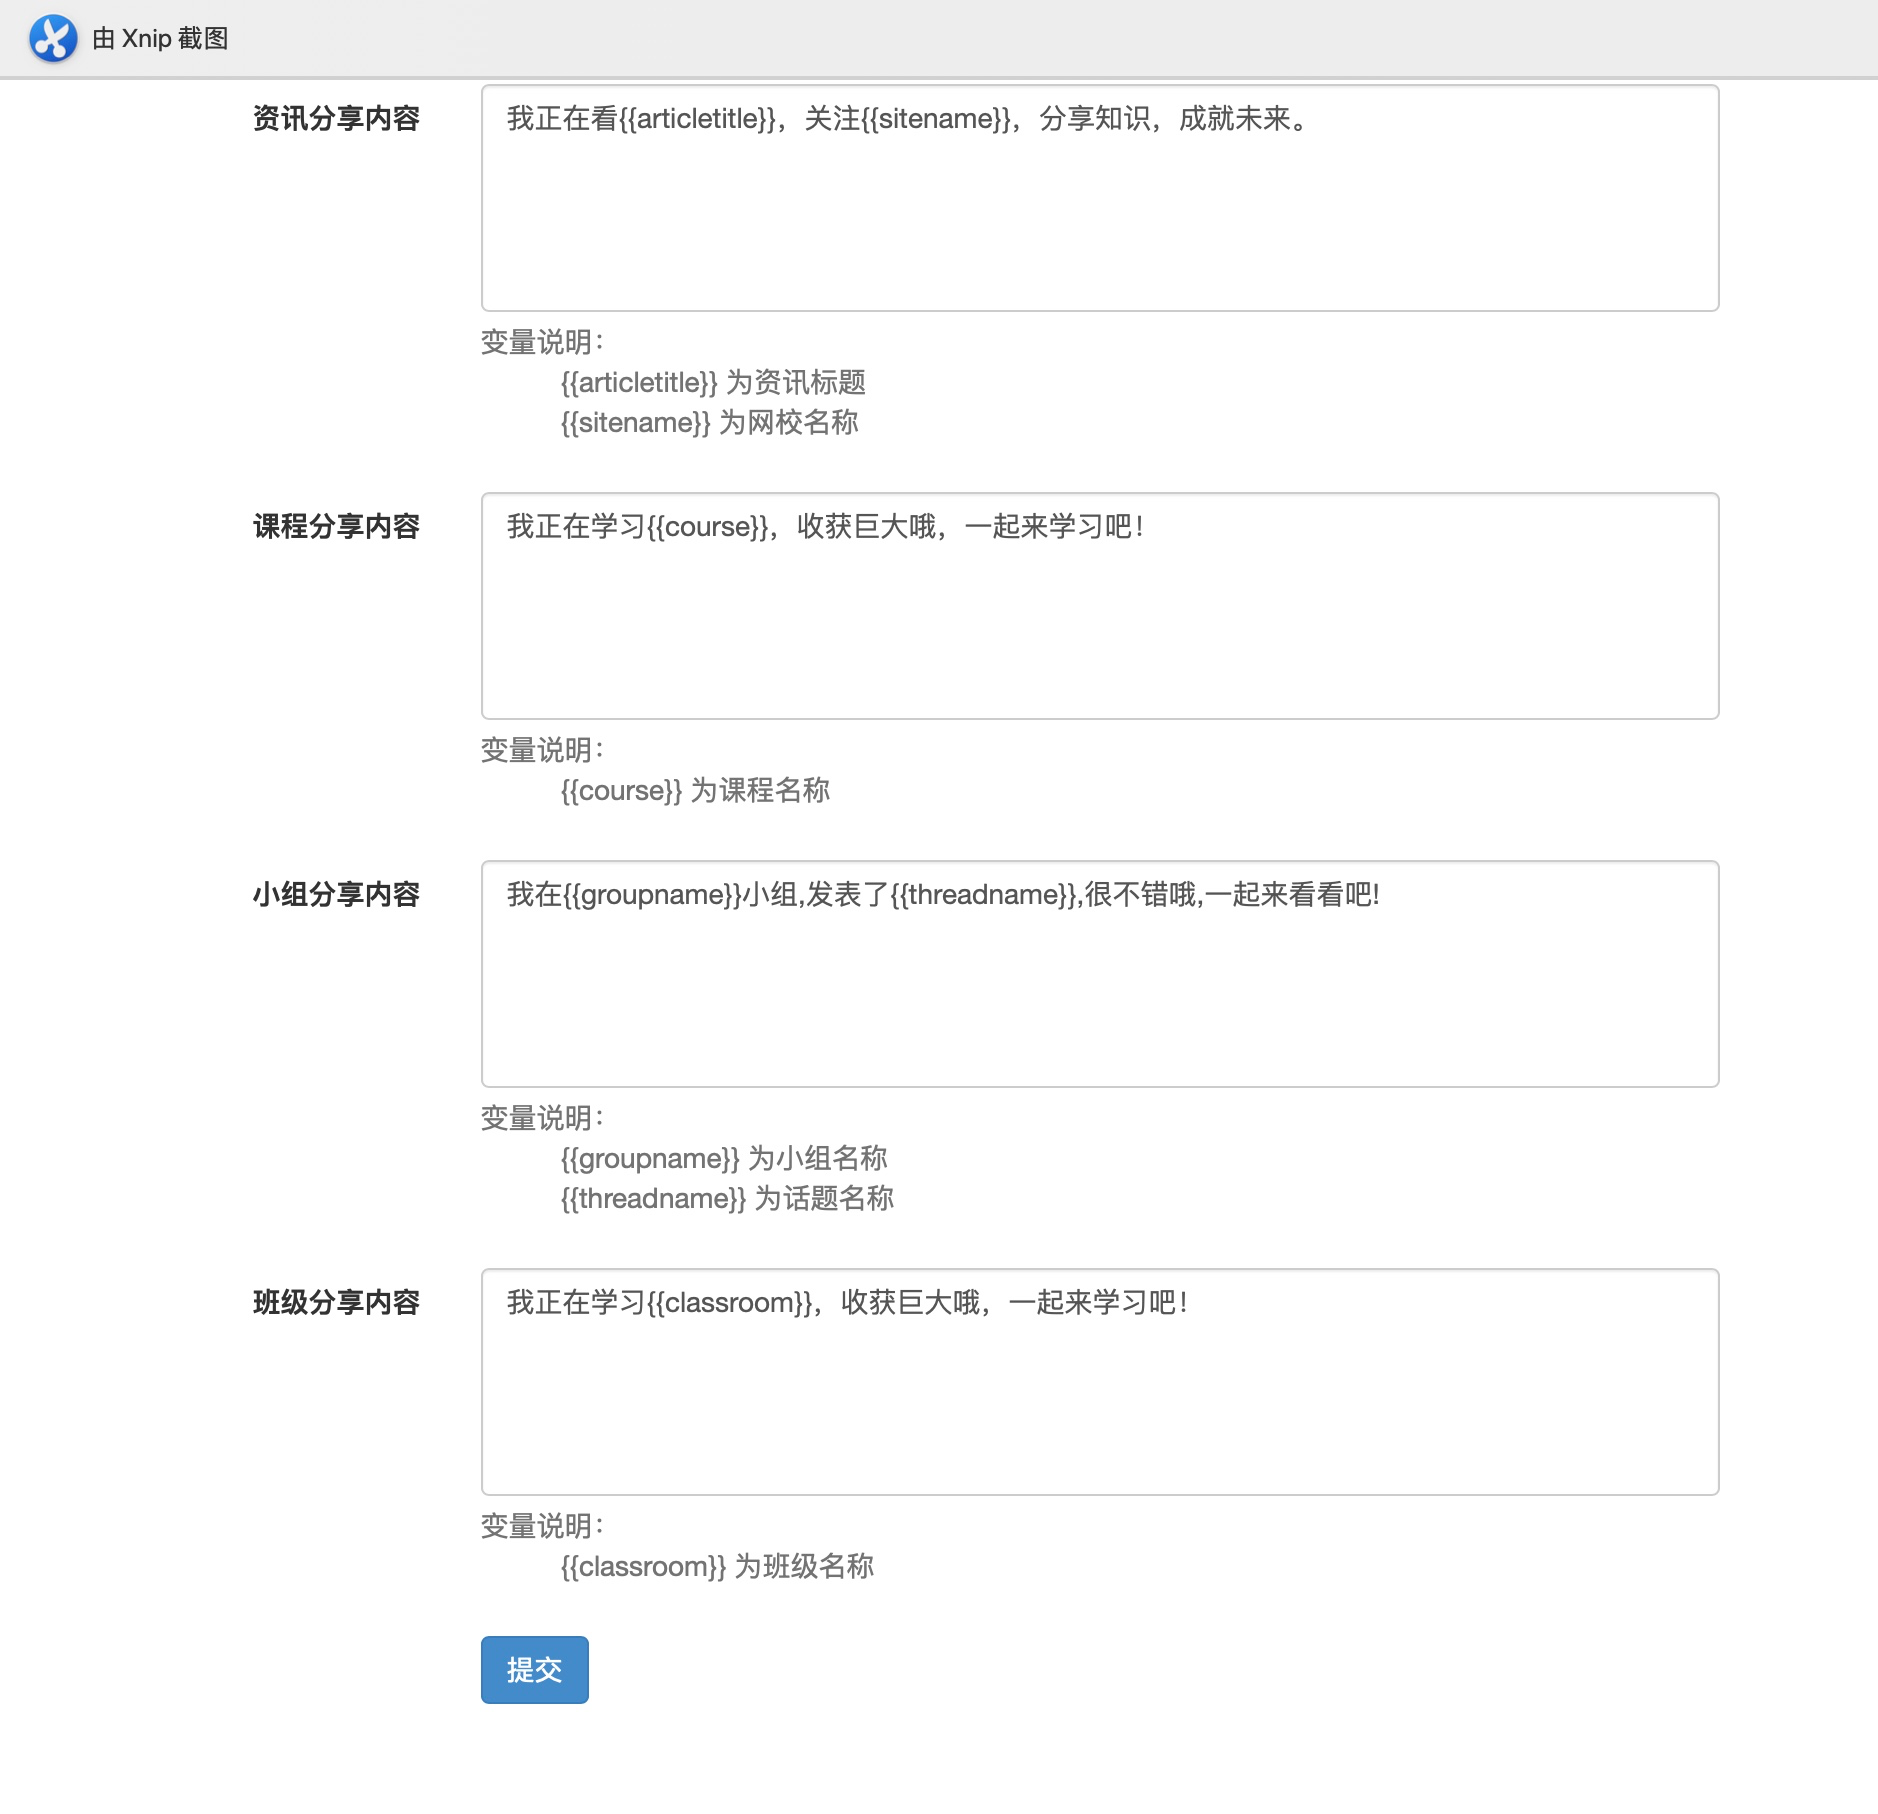 由 Xnip 截图
资讯分享内容
我正在看{{articletitle}}，关注{{sitename}}，分享知识，成就未来。
变量说明：
{{articletitle}} 为资讯标题
{{sitename}} 为网校名称
课程分享内容
我正在学习{{course}}，收获巨大哦，一起来学习吧！
变量说明：
{{course}} 为课程名称
小组分享内容
我在{{groupname}}小组,发表了{{threadname}},很不错哦,一起来看看吧!
变量说明：
{{groupname}} 为小组名称
{{threadname}} 为话题名称
班级分享内容
我正在学习{{classroom}}，收获巨大哦，一起来学习吧！
变量说明：
{{classroom}} 为班级名称
提交